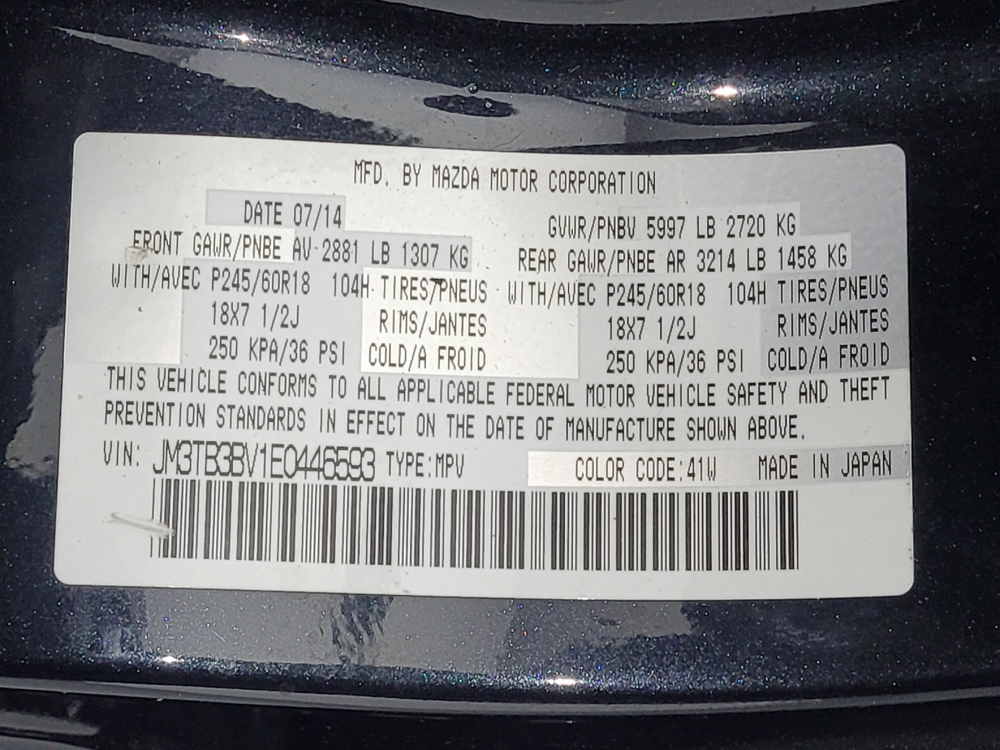 MFD. BY MAZDA MOTOR CORPORATION
DATE 07/14 GVWR/PNBV 5997 LB 2720 KG
FRONT GAWR/PNBE AV 2881 LB 1307 KG REAR GAWR/PNBE AR 3214 LB 1458 KG
WITH/AVEC P245/60R18 104H TIRES/PNEUS WITH/AVEC P245/60R18 104H TIRES/PNEUS
18X7 1/2J RIMS/JANTES 18X7 1/2J RIMS/JANTES
250 KPA/36 PSI COLD/A FROID 250 KPA/36 PSI COLD/A FROID
THIS VEHICLE CONFORMS TO ALL APPLICABLE FEDERAL MOTOR VEHICLE SAFETY AND THEFT
PREVENTION STANDARDS IN EFFECT ON THE DATE OF MANUFACTURE SHOWN ABOVE.
VIN: JM3TB3BV1E0446593 TYPE:MPV COLOR CODE:41W MADE IN JAPAN